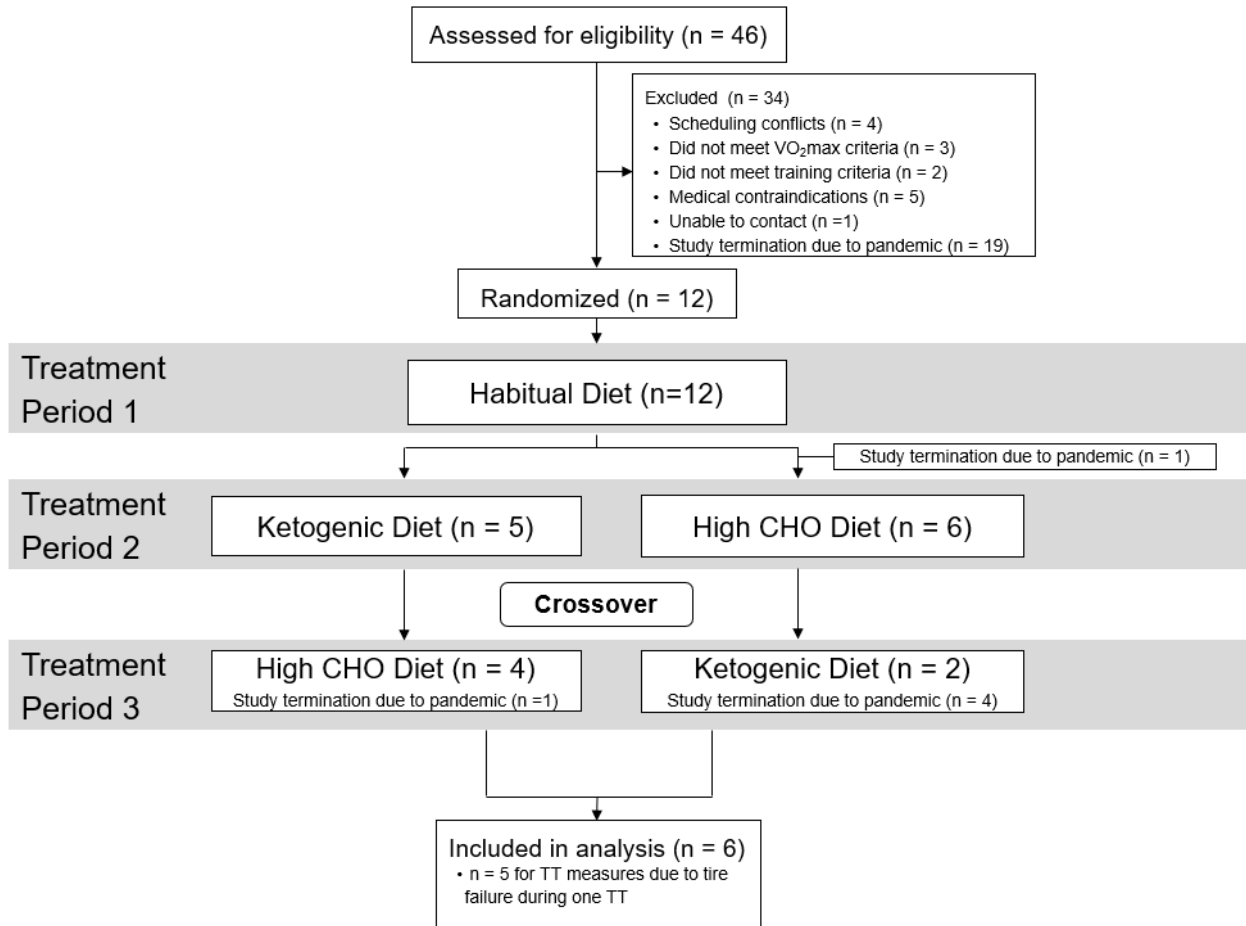 Assessed for eligibility (n = 46)
Excluded  (n = 34)
• Scheduling conflicts (n = 4)
• Did not meet VO₂max criteria (n = 3)
• Did not meet training criteria (n = 2)
• Medical contraindications (n = 5)
• Unable to contact (n =1)
• Study termination due to pandemic (n = 19)
Randomized (n = 12)
Treatment
Period 1
Habitual Diet (n=12)
Study termination due to pandemic (n = 1)
Treatment
Period 2
Ketogenic Diet (n = 5)
High CHO Diet (n = 6)
Crossover
Treatment
Period 3
High CHO Diet (n = 4)
Study termination due to pandemic (n =1)
Ketogenic Diet (n = 2)
Study termination due to pandemic (n = 4)
Included in analysis (n = 6)
• n = 5 for TT measures due to tire
failure during one TT